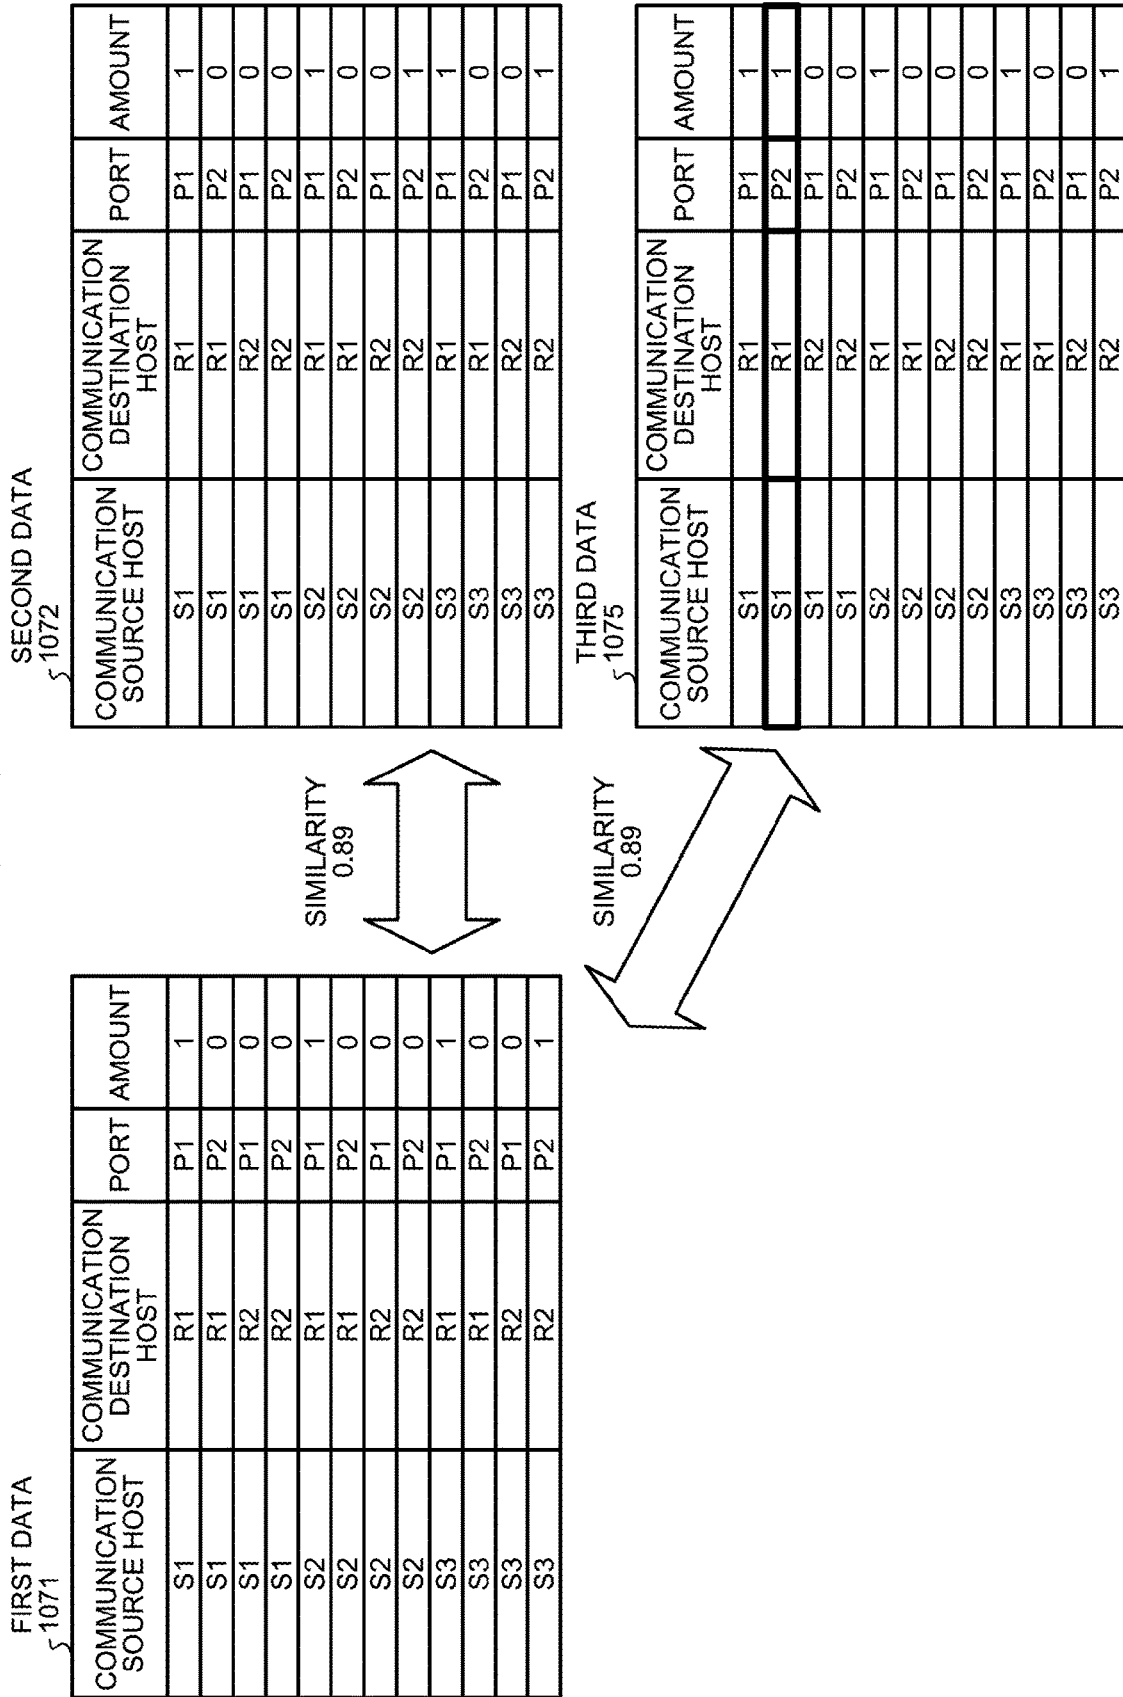 FIRST DATA
1071
COMMUNICATION SOURCE HOST COMMUNICATION DESTINATION HOST PORT AMOUNT
S1 R1 P1 1
S1 R1 P2 0
S1 R2 P1 0
S1 R2 P2 0
S2 R1 P1 1
S2 R1 P2 0
S2 R2 P1 0
S2 R2 P2 0
S3 R1 P1 1
S3 R1 P2 0
S3 R2 P1 0
S3 R2 P2 1
SIMILARITY
0.89
SECOND DATA
1072
COMMUNICATION SOURCE HOST COMMUNICATION DESTINATION HOST PORT AMOUNT
S1 R1 P1 1
S1 R1 P2 0
S1 R2 P1 0
S1 R2 P2 0
S2 R1 P1 1
S2 R1 P2 0
S2 R2 P1 0
S2 R2 P2 1
S3 R1 P1 1
S3 R1 P2 0
S3 R2 P1 0
S3 R2 P2 1
SIMILARITY
0.89
THIRD DATA
1075
COMMUNICATION SOURCE HOST COMMUNICATION DESTINATION HOST PORT AMOUNT
S1 R1 P1 1
S1 R1 P2 1
S1 R2 P1 0
S1 R2 P2 0
S2 R1 P1 1
S2 R1 P2 0
S2 R2 P1 0
S2 R2 P2 0
S3 R1 P1 1
S3 R1 P2 0
S3 R2 P1 0
S3 R2 P2 1